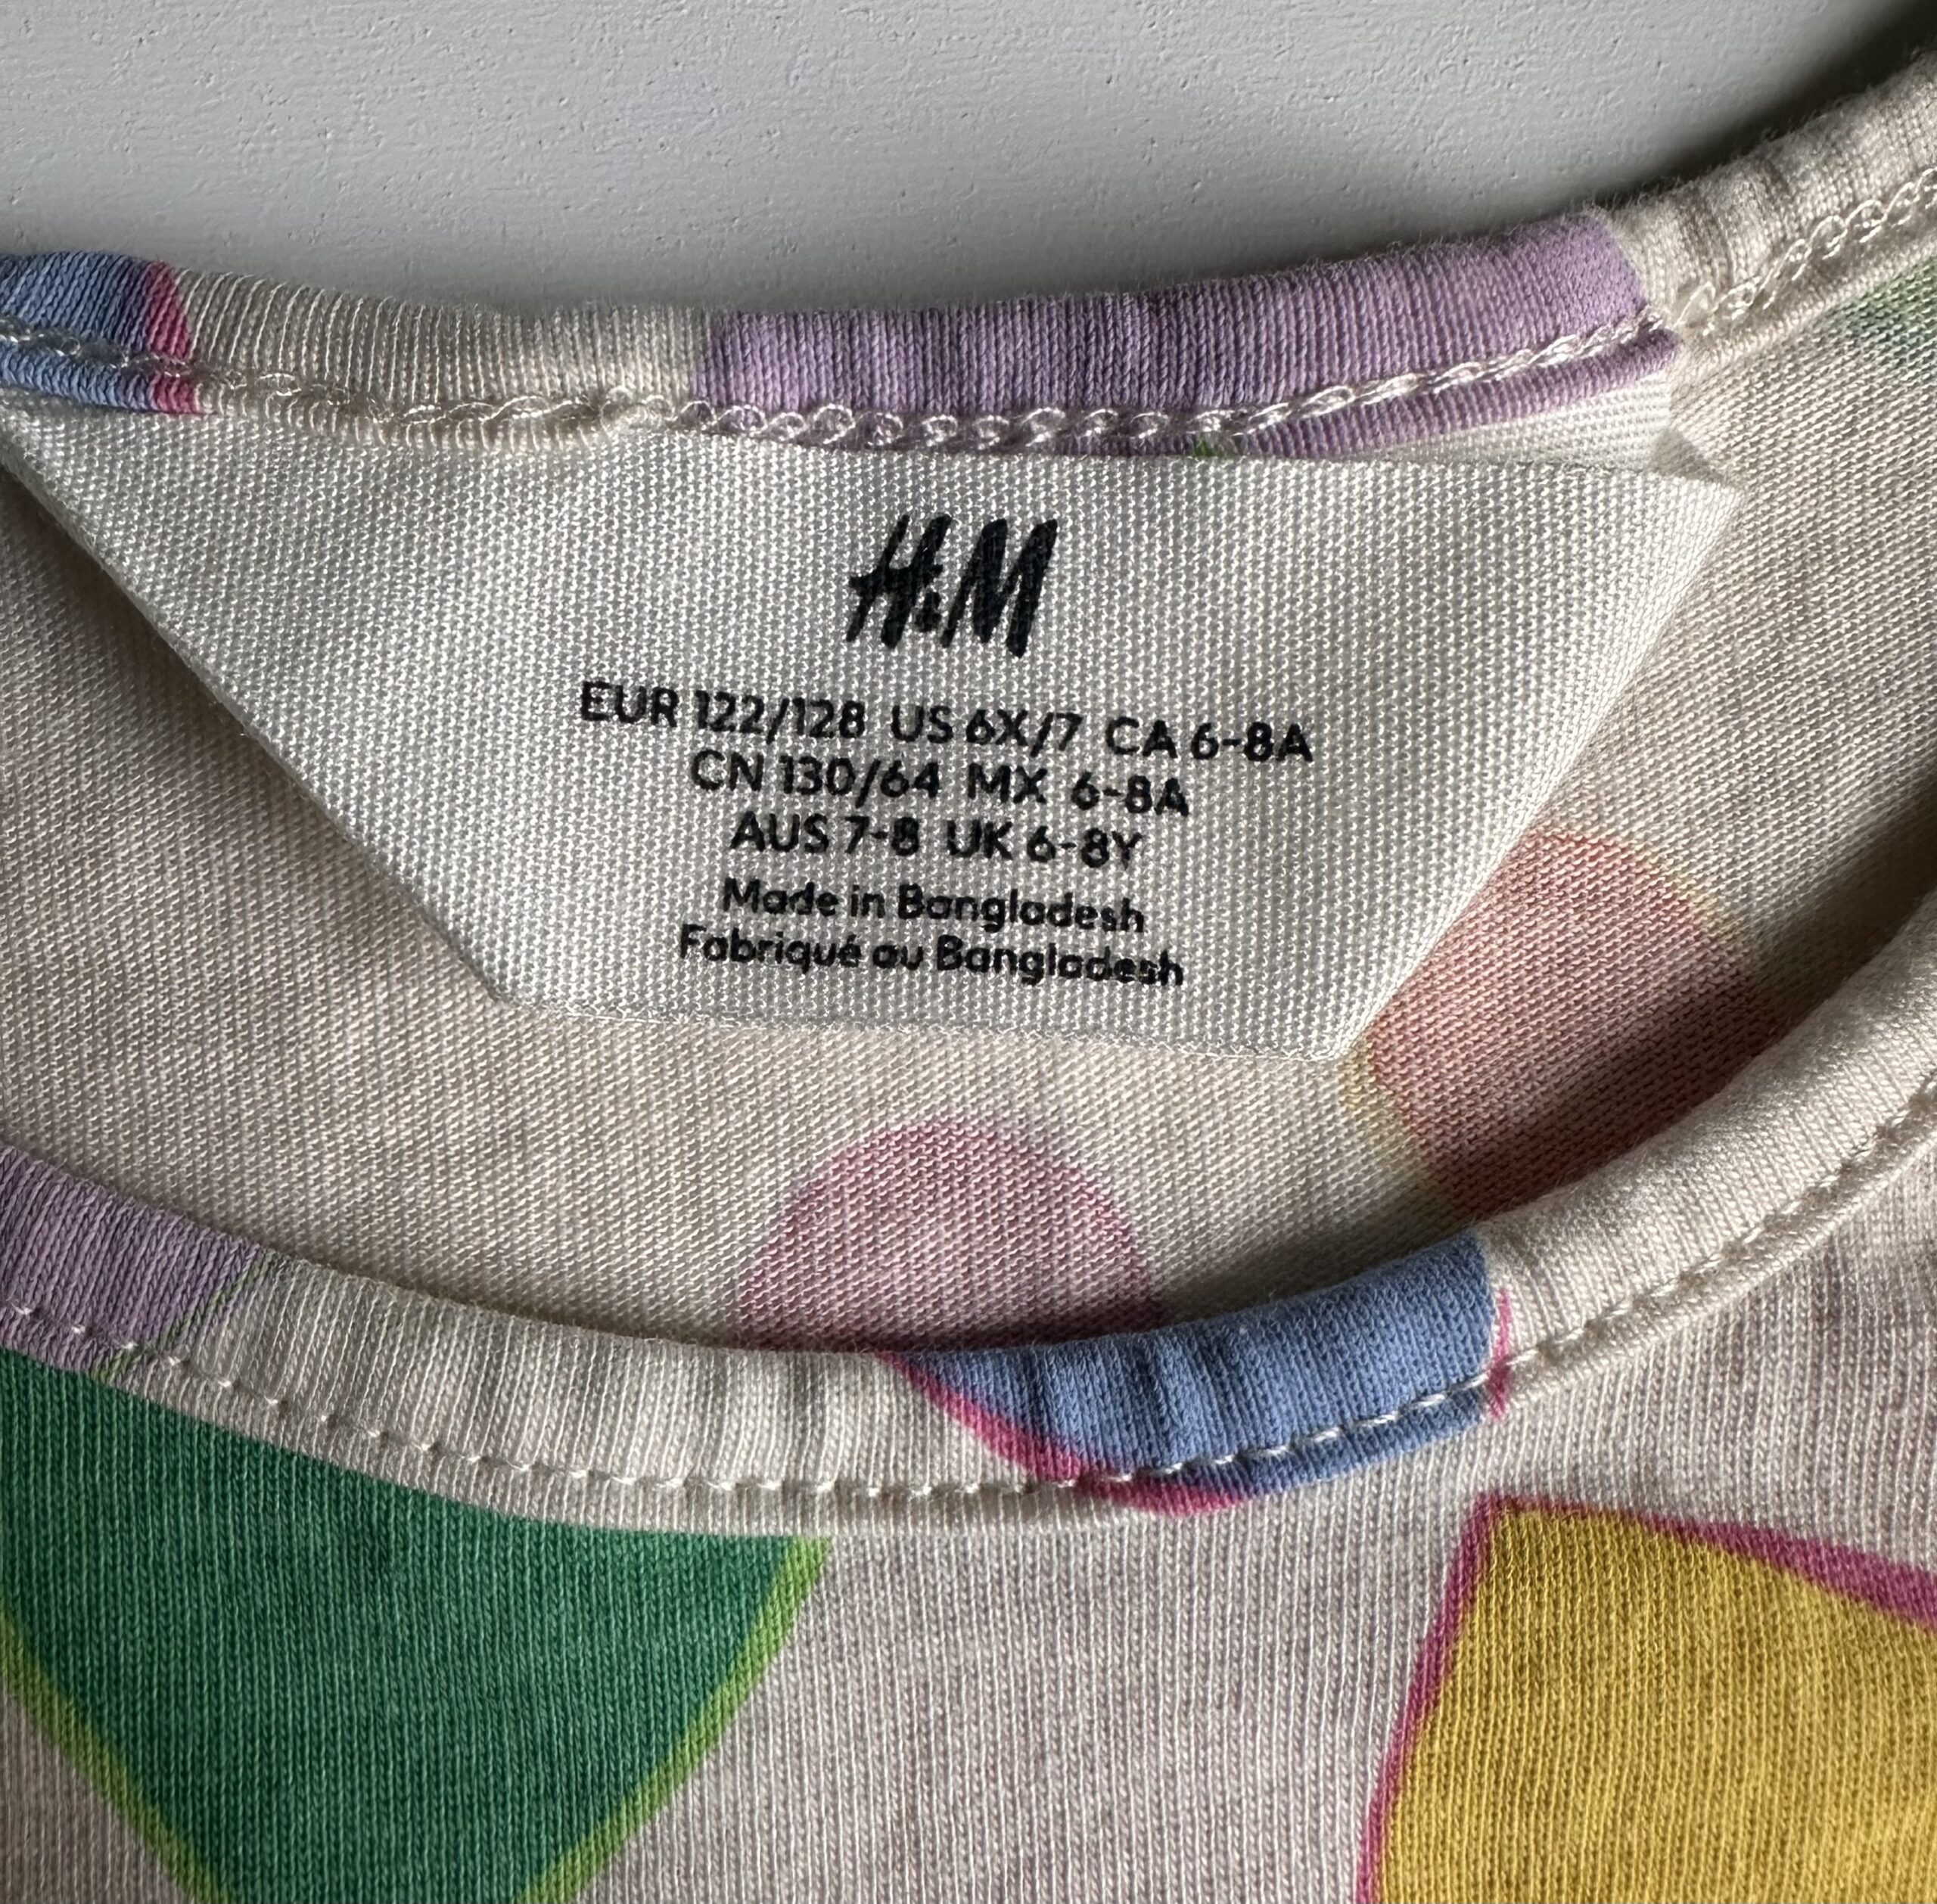 H&M
EUR 122/128 US 6X/7 CA 6-8A
CN 130/64 MX 6-8A
AUS 7-8 UK 6-8Y
Made in Bangladesh
Fabriqué au Bangladesh